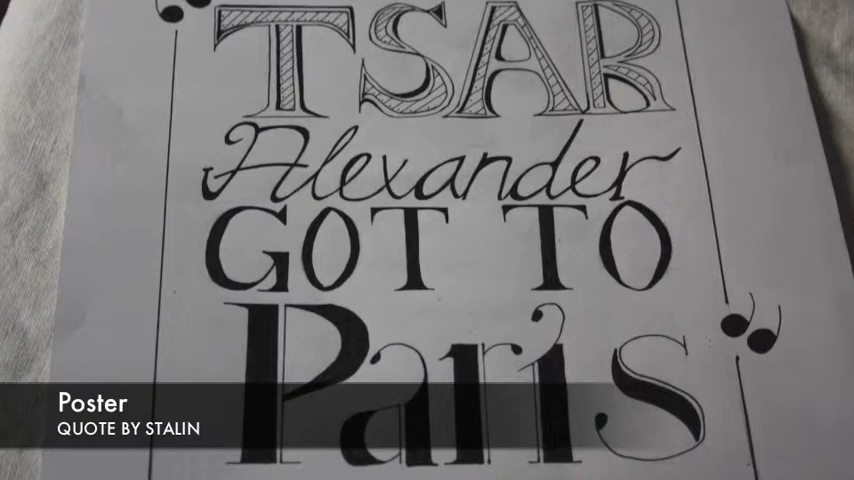 “
TSAR
Alexander
GOT TO
Paris”
Poster
QUOTE BY STALIN